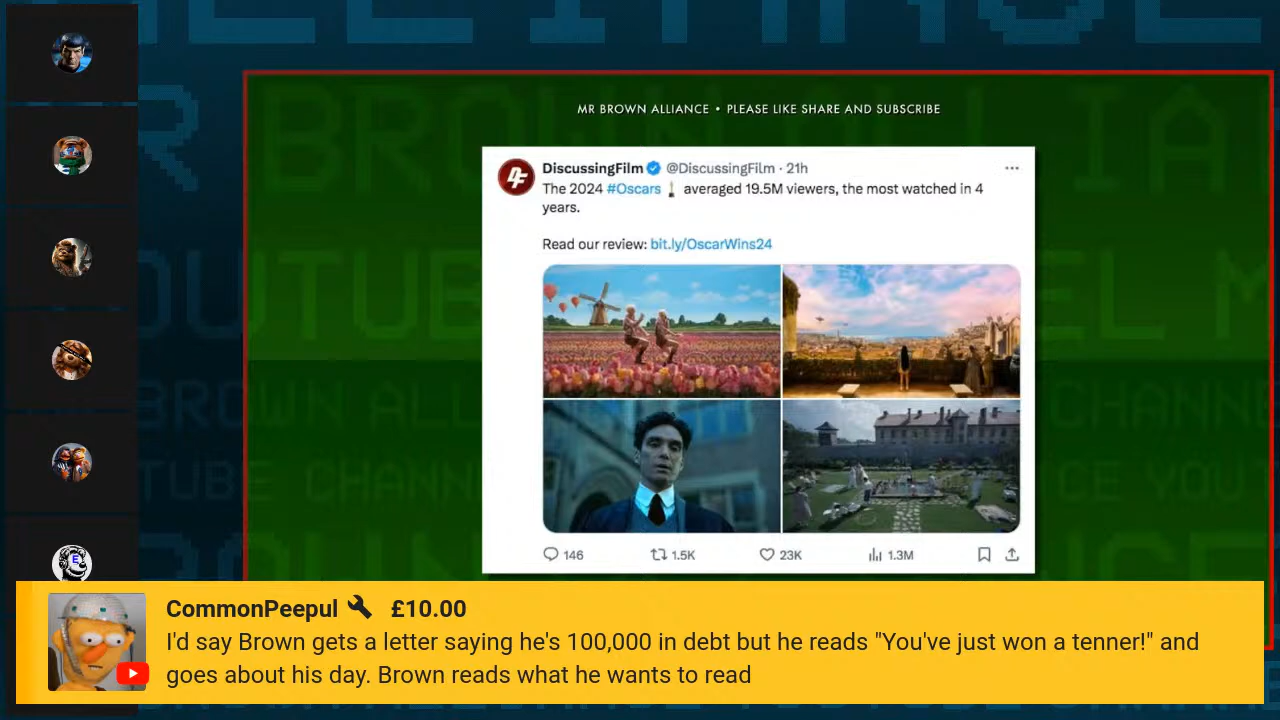 MR BROWN ALLIANCE • PLEASE LIKE SHARE AND SUBSCRIBE
DiscussingFilm @DiscussingFilm · 21h
The 2024 #Oscars averaged 19.5M viewers, the most watched in 4
years.
Read our review: bit.ly/OscarWins24
146 1.5K 23K 1.3M
CommonPeepul £10.00
I'd say Brown gets a letter saying he's 100,000 in debt but he reads "You've just won a tenner!" and
goes about his day. Brown reads what he wants to read